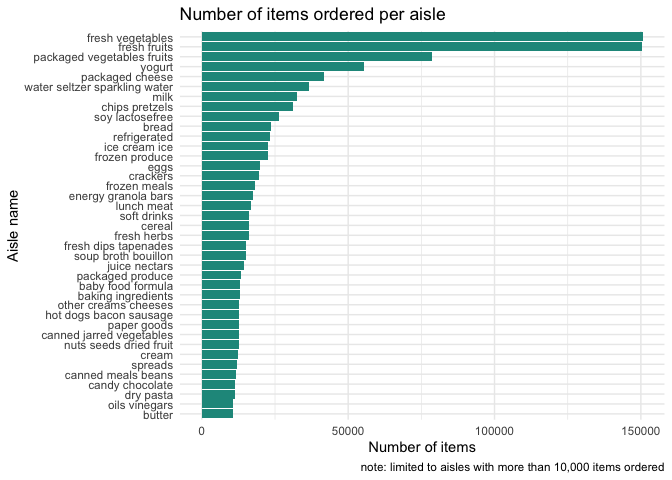 Number of items ordered per aisle
Aisle name
fresh vegetables
fresh fruits
packaged vegetables fruits
yogurt
packaged cheese
water seltzer sparkling water
milk
chips pretzels
soy lactosefree
bread
refrigerated
ice cream ice
frozen produce
eggs
crackers
frozen meals
energy granola bars
lunch meat
soft drinks
cereal
fresh herbs
fresh dips tapenades
soup broth bouillon
juice nectars
packaged produce
baby food formula
baking ingredients
other creams cheeses
hot dogs bacon sausage
paper goods
canned jarred vegetables
nuts seeds dried fruit
cream
spreads
canned meals beans
candy chocolate
dry pasta
oils vinegars
butter
0 50000 100000 150000
Number of items
note: limited to aisles with more than 10,000 items ordered